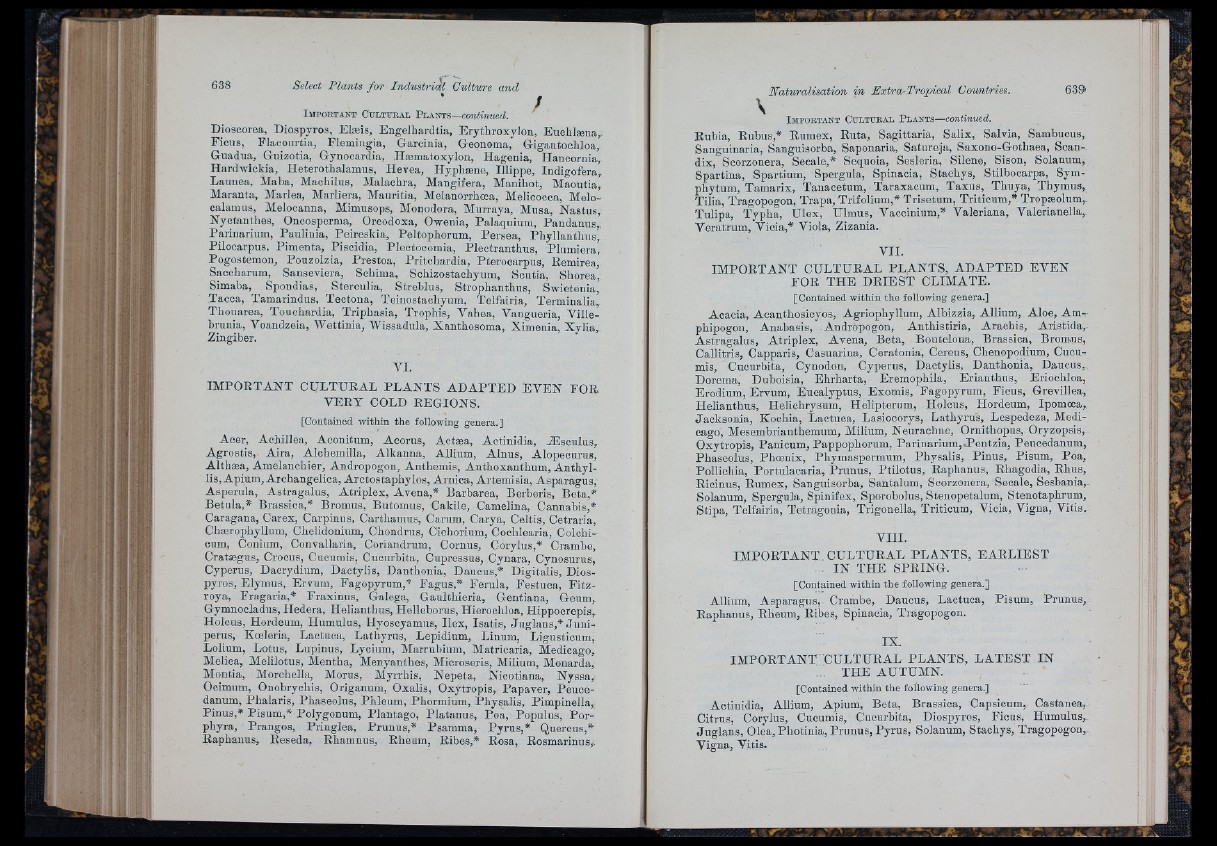 638 Select Plants for Industrial Culture and
IMPORTANT CULTURAL PLANTS—continued.
Dioscorea, Diospyros, Elæis, Engelhardtia, Erythroxylon, Euchlæna,
Ficus, Flacourtia, Flemingia, Garcinia, Geonoma, Gigantochloa,
Guadua, Guizotia, Gynocardia, Hæmatoxylon, Hagenia, Hancornia,
Hardwickia, Heterothalamus, Hevea, Hyphæne, Illippe, Indigofera,
Launea, Maba, Machilus, Malachra, Mangifera, Manihot, Maoutia,
Maranta, Marlea, Marliera, Mauritia, Melanorrhœa, Melicocca, Melo-
calamus, Melocanna, Mimusops, Monodora, Murraya, Musa, Nastus,
Nyctanthes, Oncosperma, Oreodoxa, Owenia, Palaquium, Pandanus,
Parinarium, Paulinia, Peireskia, Peltophorum, Persea, Phyllanthus,
Pilocarpus, Pimenta, Piscidia, Plectocomia, Plectranthus, Plumiera,
Pogostemon, Pouzolzia, Prestoa, Pritchardia, Pterocarpus, Remirea,
Saccharum, Sanseviera, Schima, Schizostachyum, Scutia, Shorea,
Simaba, Spondias, Sterculia, Streblus, Strophanthus, Swietenia,
Tacca, Tamarindus, Tectona, Teinostachyum, Telfairia, Terminalia,
Thouarea, Touchardia, Triphasia, Trophis, Vahea, Vangueria, Ville-
brunia, Voandzeia, Wettinia, Wissadula, Xanthosoma, Ximenia, Xylia,
Zingiber.
VI.
IMPORTANT CULTURAL PLANTS ADAPTED EVEN FOR
VERY COLD REGIONS.
[Contained within the following genera.]
Acer, Achillea, Aconitum, Acorus, Actæa, Actinidia, Æsculus,
Agrostis, Aira, Alchemilla, Alkanna, Allium, Alnus, Alopecurus,
Althæa, Amelanchier, Andropogon, Anthemis, Anthoxanthum, Anthyl-
lis, Apium, Archangelica, Arctostaphylos, Arnica, Artemisia, Asparagus,
Asperula, Astragalus, Atriplex, Avena,* Barbarea, Berberis, Beta,*
Betula,* Brassica,* Bromus, Butomus, Cakile, Camelina, Cannabis,*
Caragana, Carex, Carpinus, Carthamus, Carum, Carya, Celtis, Cetraria,
Chærophyllum, Chelidonium, Chondrus, Cichorium, Cochlearia, Colchi-
cum, Conium, Convallaria, Coriandrum, Cornus, Corylus,* Crambe,
Cratægus, Crocus, Cucumis, Cucurbita, Cupressus, Cynara, Cynosurus,
Cyperus, Dacrydium, Dactylis, Danthonia, Daucus,* Digitalis, Dios-
pyros, Elymus, Ervum, Fagopyrum,* Fagus,* Ferula, Festuca, Fitz-
roya, Fragaria,* Fraxinus, Galega, Gaulthieria, Gentiana, Geum,
Gymnocladus, Hedera, Helianthus, Helleborus, Hierochloa, Hippocrepis,
Holcus, Hordeum, Humulus, Hyoscyamus, Ilex, Isatis, Juglans,* Juni-
perus, Kœleria, Lactuca, Lathyrus, Lepidium, Linum, Ligusticum,
Lolium, Lotus, Lupinus, Lycium, Marrubium, Matricaria, Medicago,
Melica, Melilotus, Mentha, Menyanthes, Microseris, Milium, Monarda,
Montia, Morchella, Morus, Myrrhis, Nepeta, Nicotiana, Nyssa,
Ocimum, Onobrychis, Origanum, Oxalis, Oxytropis, Papaver, Peuce-
danum, Phalaris, Phaseolus, Phleum, Phormium, Physalis, Pimpinella,
Pinus,* Pisum,* Polygonum, Plantago, Platanus, Poa, Populus, Por-
phyra, Prangos, Pringlea, Prunus,* Psamma, Pyrus,* Quercus,*
Raphanus, Reseda, Rhamnus, Rheum, Ribes,* Rosa, Rosmarinus,
Naturalisation in Extra-Tropical Countries. 639
IMPORTANT CULTURAL PLANTS—continued.
Rubia, Rubus,* Rumex, Ruta, Sagittaria, Salix, Salvia, Sambucus,
Sanguinaria, Sanguisorba, Saponaria, Satureja, Saxono-Gothaea, Scan-
dix, Scorzonera, Secale,* Sequoia, Sesleria, Silene, Sison, Solanum,
Spartina, Spartium, Spergula, Spinacia, Stachys, Stilbocarpa, Sym-
phytum, Tamarix, Tanacetum, Taraxacum, Taxus, Thuya, Thymus,
Tilia, Tragopogon, Trapa, Trifolium,* Trisetum, Triticum,* Tropæolum,
Tulipa, Typha, Ulex, Ulmus, Vaccinium,* Valeriana, Valerianella,
Veratrum, Vicia,* Viola, Zizania.
VII.
IMPORTANT CULTURAL PLANTS, ADAPTED EVEN
FOR THE DRIEST CLIMATE.
[Contained within the following genera.]
Acacia, Acanthosicyos, Agriophyllum, Albizzia, Allium, Aloe, Am-
phipogon, Anabasis, Andropogon, Anthistiria, Arachis, Aristida,
Astragalus, Atriplex, Avena, Beta, Bouteloua, Brassica, Bromus,
Callitris, Capparis, Casuarina, Ceratonia, Cereus, Chenopodium, Cucu-
mis, Cucurbita, Cynodon, Cyperus, Dactylis, Danthonia, Daucus,
Dorema, Duboisia, Ehrharta, Eremophila, Erianthus, Eriochloa,
Erodium, Ervum, Eucalyptus, Exomis, Fagopyrum, Ficus, Grevillea,
Helianthus, Helichrysum, Helipterum, Holcus, Hordeum, Ipomœa,
Jacksonia, Kochia, Lactuca, Lasiocorys, Lathyrus, Lespedeza, Medi-
cago, Mesembrianthemum, Milium, Neurachne, Ornithopus, Oryzopsis,
Oxytropis, Panicum, Pappophorum, Parinarium, Pentzia, Peucedanum,
Phaseolus, Phœnix, Phymaspermum, Physalis, Pinus, Pisum, Poa,
Pollichia, Portulacaria, Prunus, Ptilotus, Raphanus, Rhagodia, Rhus,
Ricinus, Rumex, Sanguisorba, Santalum, Scorzonera, Secale, Sesbania,
Solanum, Spergula, Spinifex, Sporobolus, Stenopetalum, Stenotaphrum,
Stipa, Telfairia, Tetragonia, Trigonella, Triticum, Vicia, Vigna, Vitis.
VIII.
IMPORTANT CULTURAL PLANTS, EARLIEST
IN THE SPRING.
[Contained within the following genera.]
Allium, Asparagus, Crambe, Daucus, Lactuca, Pisum, Prunus,
Raphanus, Rheum, Ribes, Spinacia, Tragopogon.
IX.
IMPORTANT CULTURAL PLANTS, LATEST IN
THE AUTUMN.
[Contained within the following genera.]
Actinidia, Allium, Apium, Beta, Brassica, Capsicum, Castanea,
Citrus, Corylus, Cucumis, Cucurbita, Diospyros, Ficus, Humulus,
Juglans, Olea, Photinia, Prunus, Pyrus, Solanum, Stachys, Tragopogon,
Vigna, Vitis.